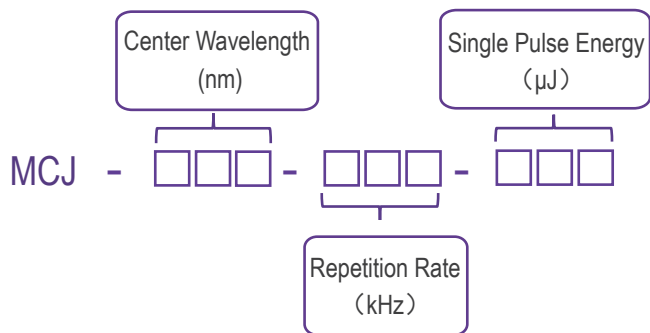 Center Wavelength
(nm)
Single Pulse Energy
（μJ）
MCJ - □□□ - □□□ - □□□
Repetition Rate
（kHz）